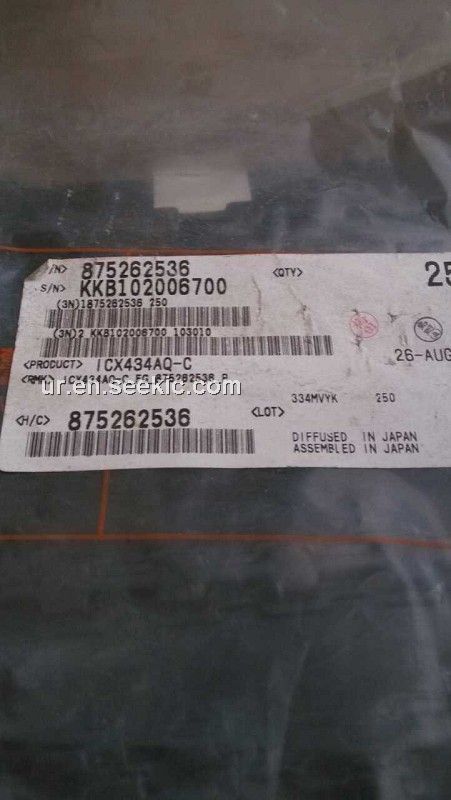 P/N> 875262536 <QTY> 25
S/N> KKB102006700
(3N)1875262536 250
(3N)2 KKB102006700 103010
26-AUG
<PRODUCT> ICX434AQ-C
ur.en.seekic.com
334MVYK 250
<H/C> 875262536 <LOT>
DIFFUSED IN JAPAN
ASSEMBLED IN JAPAN